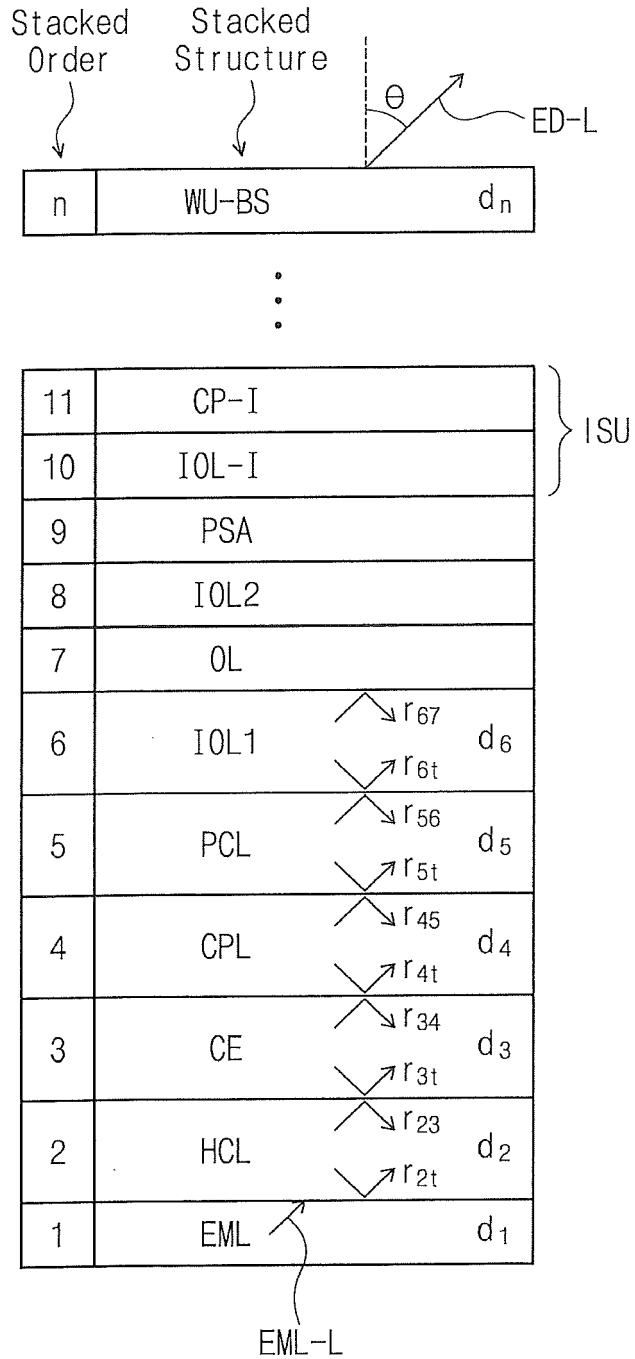 Stacked Order
Stacked Structure
θ
ED-L
n WU-BS dn
11 CP-I
ISU
10 IOL-I
9 PSA
8 IOL2
7 OL
r67
6 IOL1 d6
r6t
r56
5 PCL d5
r5t
r45
4 CPL d4
r4t
r34
3 CE d3
r3t
r23
2 HCL d2
r2t
1 EML d1
EML-L